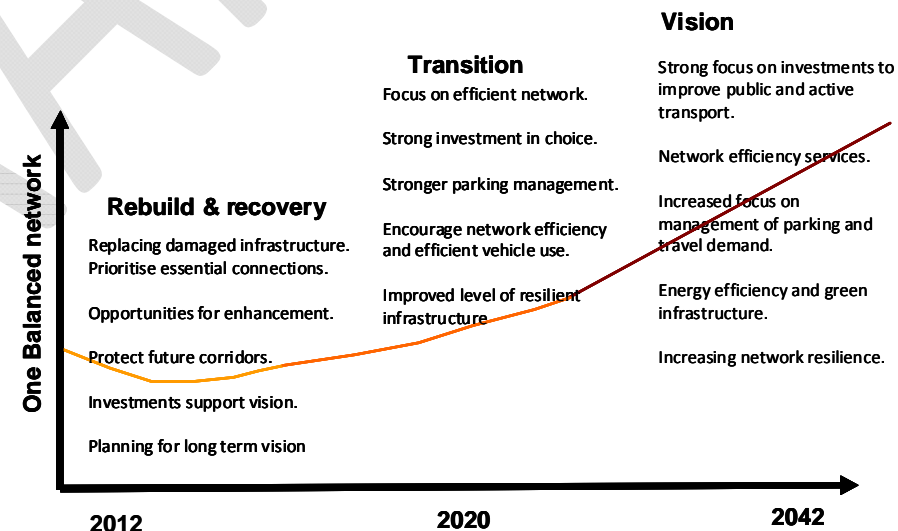 Vision
Strong focus on investments to
improve public and active
transport.
Network efficiency services.
Increased focus on
management of parking and
travel demand.
Energy efficiency and green
infrastructure.
Increasing network resilience.
Transition
Focus on efficient network.
Strong investment in choice.
Stronger parking management.
Encourage network efficiency
and efficient vehicle use.
Improved level of resilient
infrastructure
Rebuild & recovery
Replacing damaged infrastructure.
Prioritise essential connections.
Opportunities for enhancement.
Protect future corridors.
Investments support vision.
Planning for long term vision
One Balanced network
2012
2020
2042